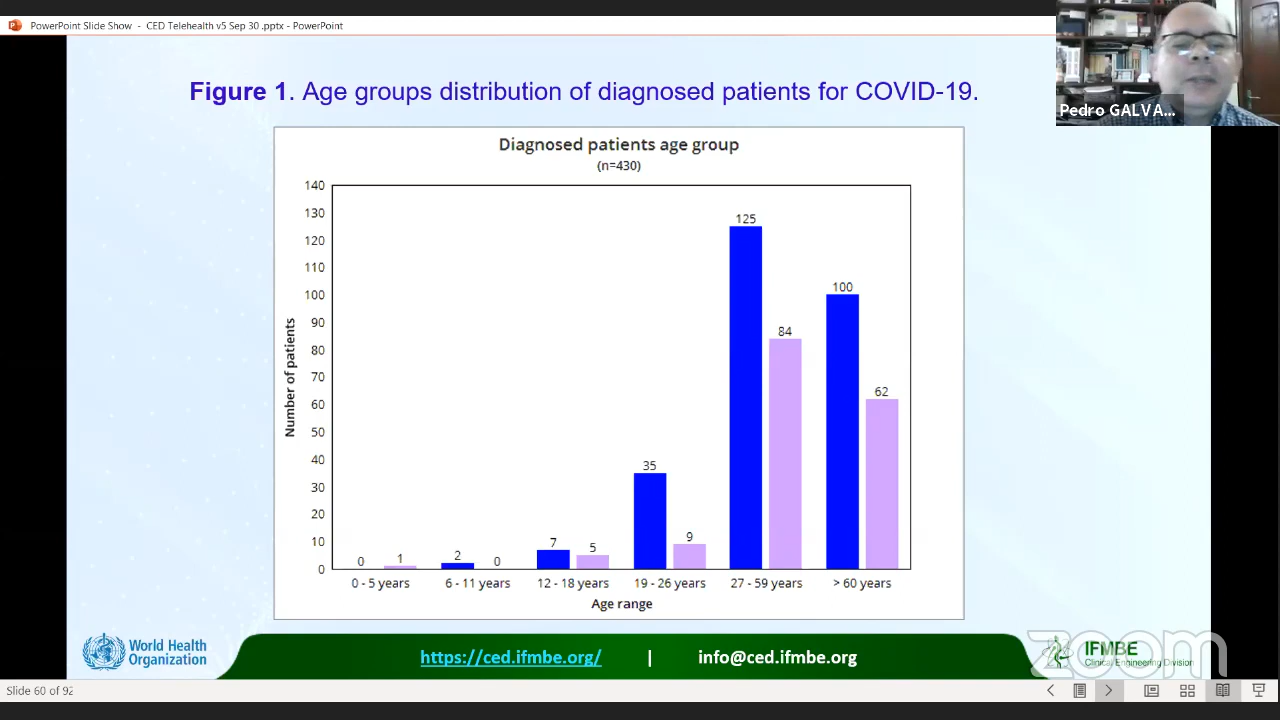 PowerPoint Slide Show - CED Telehealth v5 Sep 30 .pptx - PowerPoint
Pedro GALVA...
Figure 1. Age groups distribution of diagnosed patients for COVID-19.
Diagnosed patients age group
(n=430)
Number of patients
140
130
120
110
100
90
80
70
60
50
40
30
20
10
0
0 1
2 0
7 5
35 9
125 84
100 62
0 - 5 years 6 - 11 years 12 - 18 years 19 - 26 years 27 - 59 years > 60 years
Age range
World Health
Organization
https://ced.ifmbe.org/ | info@ced.ifmbe.org
IFMBE
Clinical Engineering Division
zoom
Slide 60 of 92